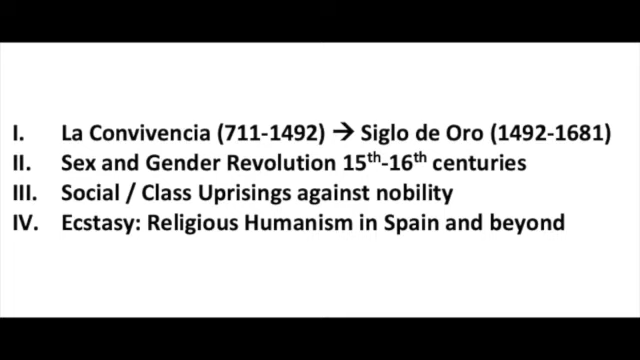 I. La Convivencia (711-1492) → Siglo de Oro (1492-1681)
II. Sex and Gender Revolution 15th-16th centuries
III. Social / Class Uprisings against nobility
IV. Ecstasy: Religious Humanism in Spain and beyond